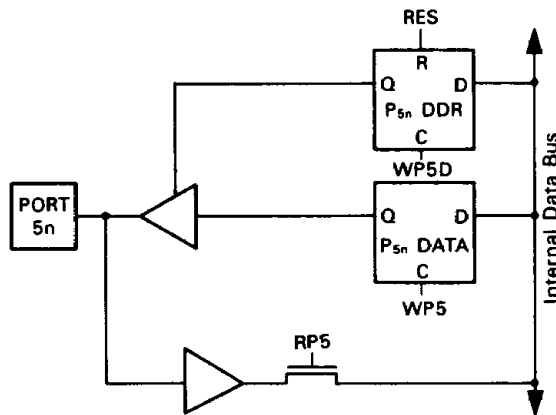 RES
R
Q D
P5n DDR
C
WP5D
PORT
5n
Q D
P5n DATA
C
WP5
RP5
Internal Data Bus